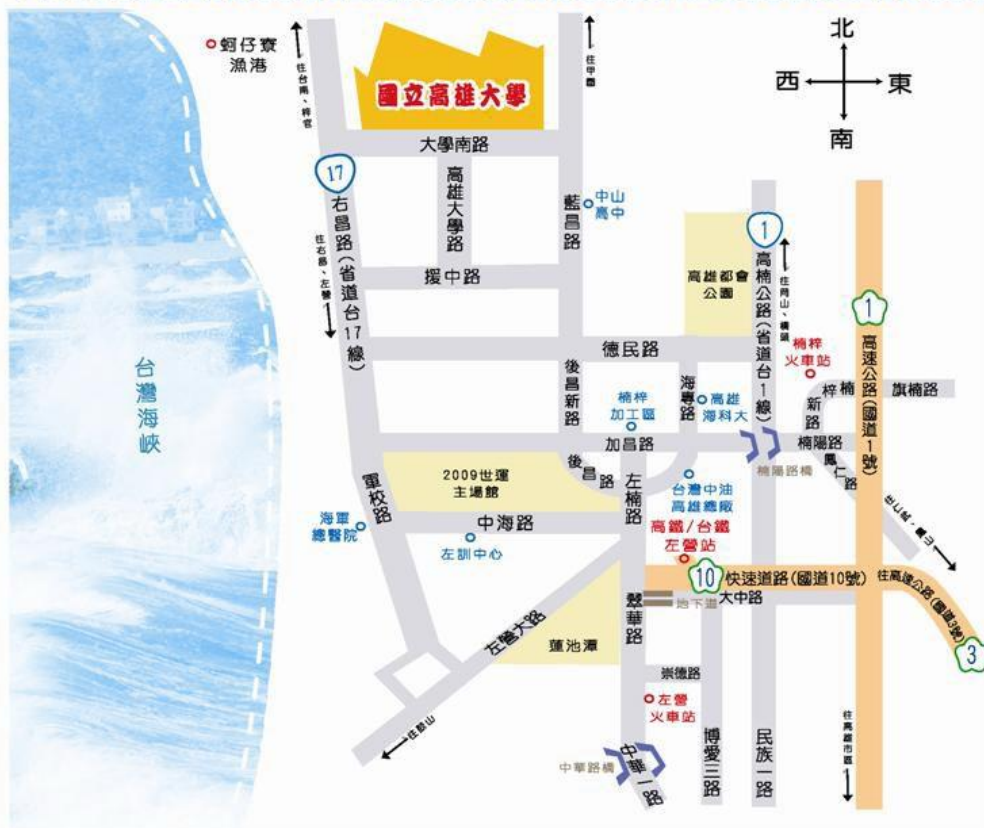 北
西
東
南
蚵仔寮
漁港
往台南、梓官
國立高雄大學
往甲圍
大學南路
17
高雄大學路
藍昌路
中山
高中
右昌路(省道台17線)
往右昌、左營
援中路
1
高雄都會
公園
高楠公路(省道台1線)
往岡山、橋頭
1
高速公路(國道1號)
台灣海峽
德民路
楠梓
火車站
後昌新路
楠梓
加工區
海專路
高雄
海科大
楠梓新路
旗楠路
加昌路
楠陽路
楠陽路橋
鳳仁路
往仁武、鳳山
軍校路
2009世運
主場館
後昌路
左楠路
台灣中油
高雄總廠
海軍
總醫院
中海路
左訓中心
高鐵/台鐵
左營站
10
快速道路(國道10號)
往高速公路(國道3號)
3
大中路
地下道
翠華路
左營大路
蓮池潭
崇德路
左營
火車站
往鼓山
中華路橋
中華一路
博愛三路
民族一路
往高雄市區